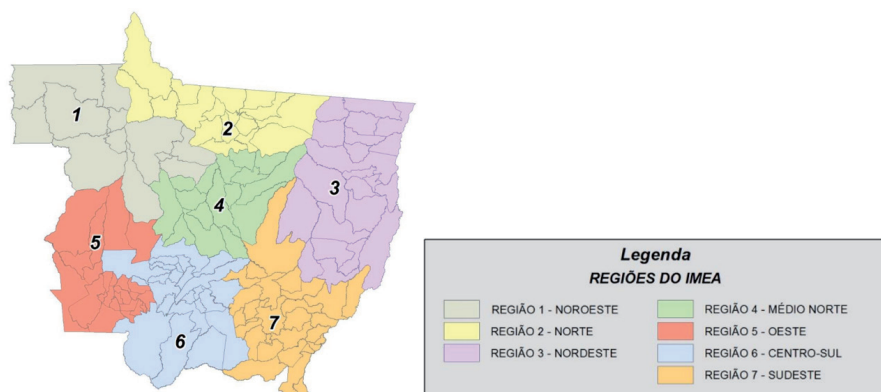 1
2
3
4
5
6
7
Legenda
REGIÕES DO IMEA
REGIÃO 1 - NOROESTE
REGIÃO 2 - NORTE
REGIÃO 3 - NORDESTE
REGIÃO 4 - MÉDIO NORTE
REGIÃO 5 - OESTE
REGIÃO 6 - CENTRO-SUL
REGIÃO 7 - SUDESTE